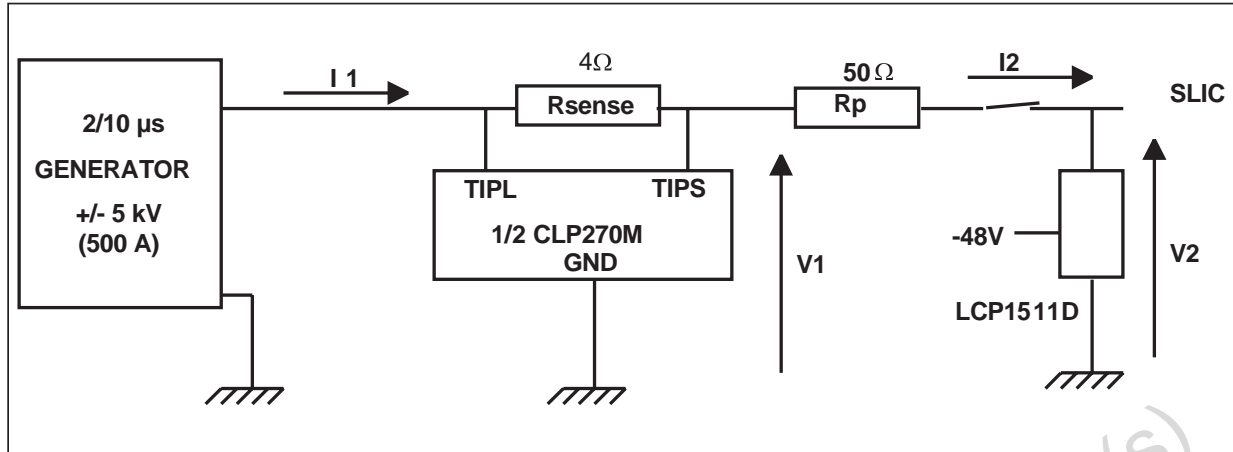 2/10 µs
GENERATOR
+/- 5 kV
(500 A)
I 1
4Ω
Rsense
TIPL TIPS
1/2 CLP270M
GND
V1
50 Ω
Rp
I2
SLIC
-48V
LCP1511D
V2
(s)